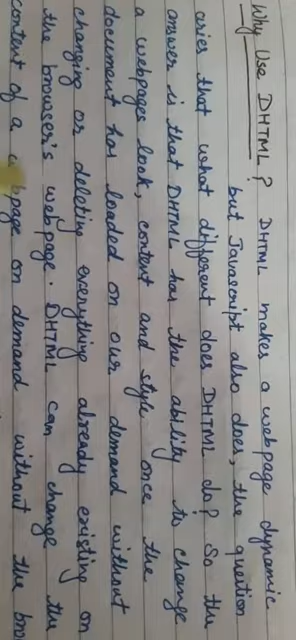 Why Use DHTML? DHTML makes a webpage dynamic
but Javascript also does, the question
aries that what different does DHTML do? So the
answer is that DHTML has the ability to change
a webpages look, content and style once the
document has loaded on our demand without
changing or deleting everything already existing on
the browser's webpage. DHTML can change the
content of a webpage on demand without the bro